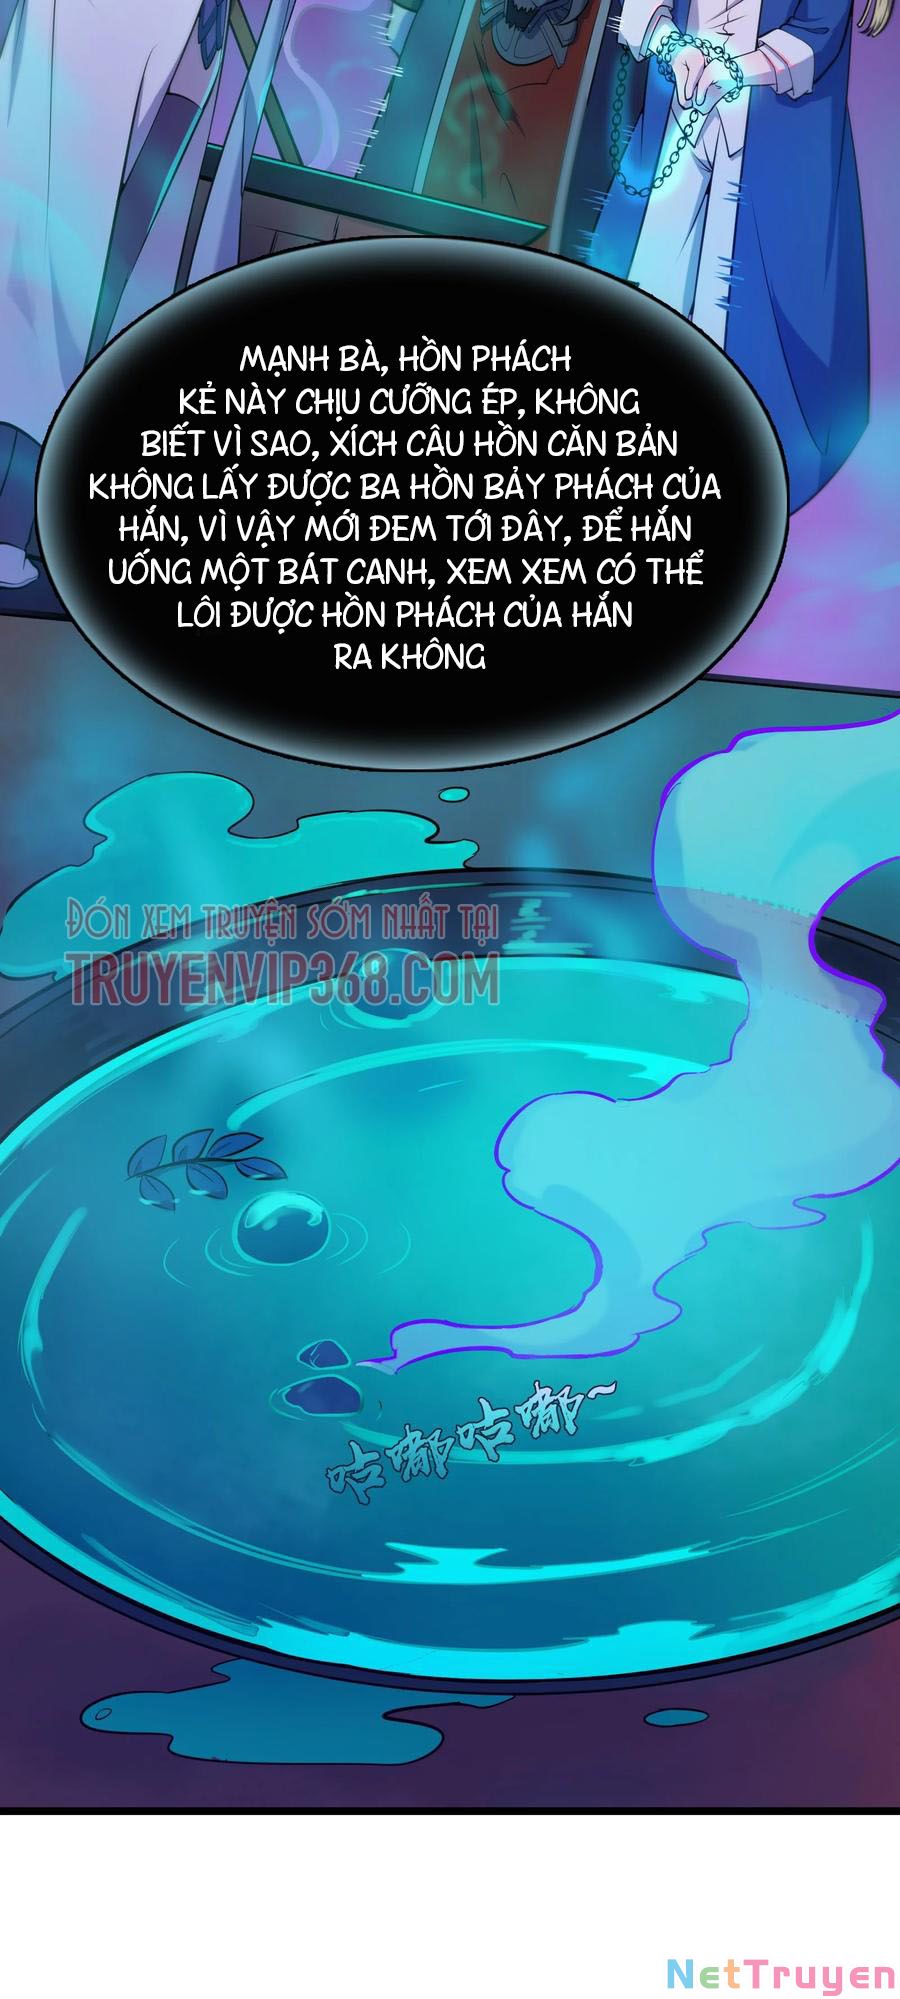 MẠNH BÀ, HỒN PHÁCH
KẺ NÀY CHỊU CƯỠNG ÉP, KHÔNG
BIẾT VÌ SAO, XÍCH CÂU HỒN CĂN BẢN
KHÔNG LẤY ĐƯỢC BA HỒN BẢY PHÁCH CỦA
HẮN, VÌ VẬY MỚI ĐEM TỚI ĐÂY, ĐỂ HẮN
UỐNG MỘT BÁT CANH, XEM XEM CÓ THỂ
LÔI ĐƯỢC HỒN PHÁCH CỦA HẮN
RA KHÔNG
ĐÓN XEM TRUYỆN SỚM NHẤT TẠI
TRUYENVIP368.COM
咕嘟咕嘟~
NetTruyen